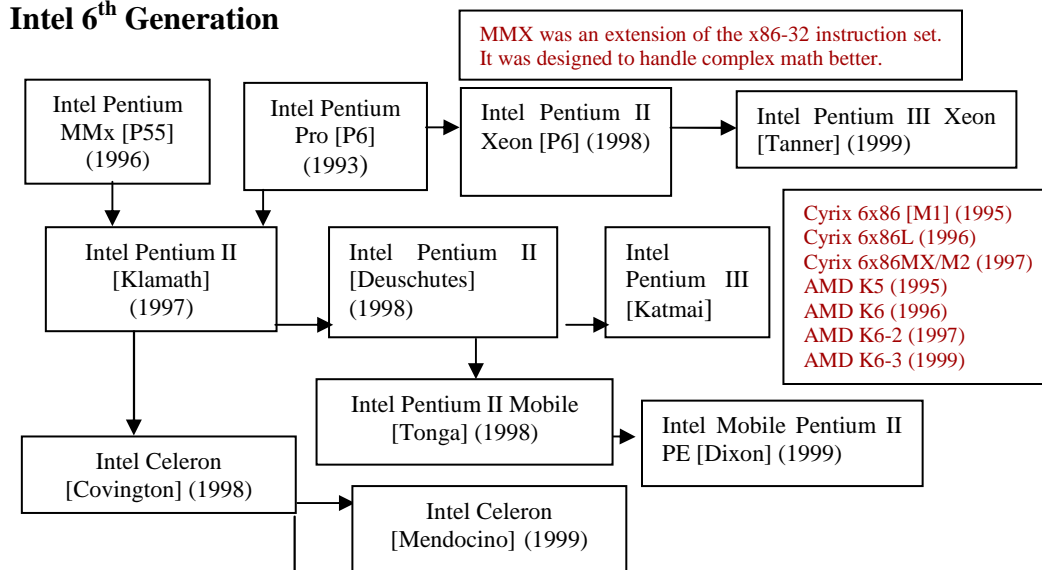 Intel 6th Generation
MMX was an extension of the x86-32 instruction set.
It was designed to handle complex math better.
Intel Pentium
MMx [P55]
(1996)
Intel Pentium
Pro [P6]
(1993)
Intel Pentium II
Xeon [P6] (1998)
Intel Pentium III Xeon
[Tanner] (1999)
Intel Pentium II
[Klamath]
(1997)
Intel Pentium II
[Deuschutes]
(1998)
Intel
Pentium III
[Katmai]
Cyrix 6x86 [M1] (1995)
Cyrix 6x86L (1996)
Cyrix 6x86MX/M2 (1997)
AMD K5 (1995)
AMD K6 (1996)
AMD K6-2 (1997)
AMD K6-3 (1999)
Intel Pentium II Mobile
[Tonga] (1998)
Intel Mobile Pentium II
PE [Dixon] (1999)
Intel Celeron
[Covington] (1998)
Intel Celeron
[Mendocino] (1999)